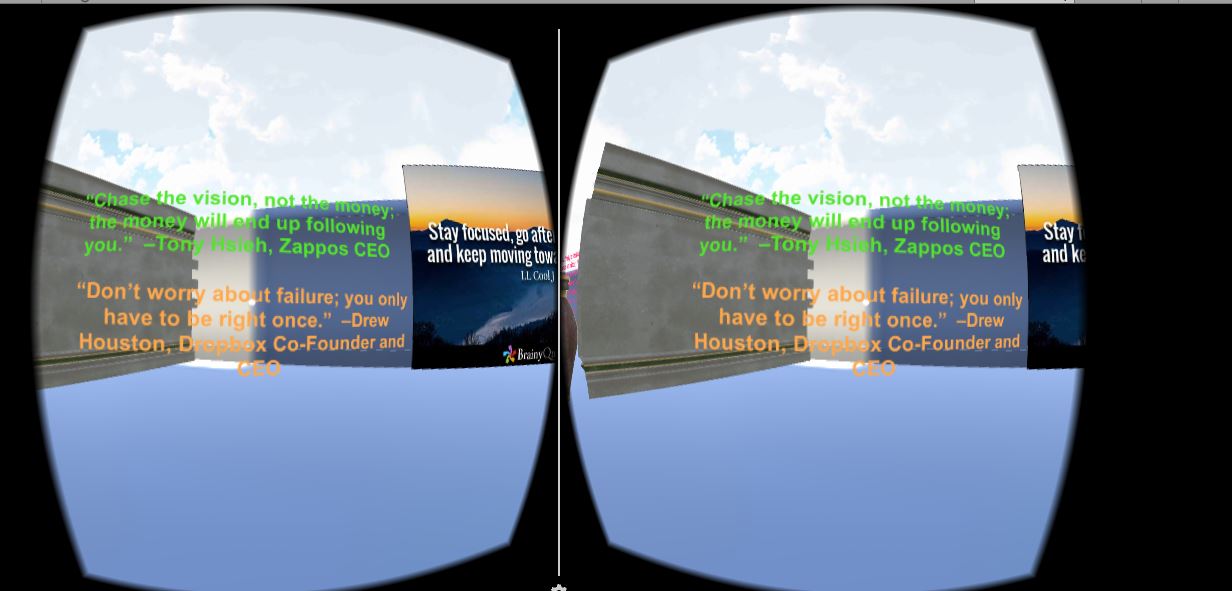 “Chase the vision, not the money;
the money will end up following
you.” –Tony Hsieh, Zappos CEO
“Don’t worry about failure; you only
have to be right once.” –Drew
Houston, Dropbox Co-Founder and
CEO
Stay focused, go afte
and keep moving tow
LL Cool J
BrainyQu
“Chase the vision, not the money;
the money will end up following
you.” –Tony Hsieh, Zappos CEO
“Don’t worry about failure; you only
have to be right once.” –Drew
Houston, Dropbox Co-Founder and
CEO
Stay f
and ke